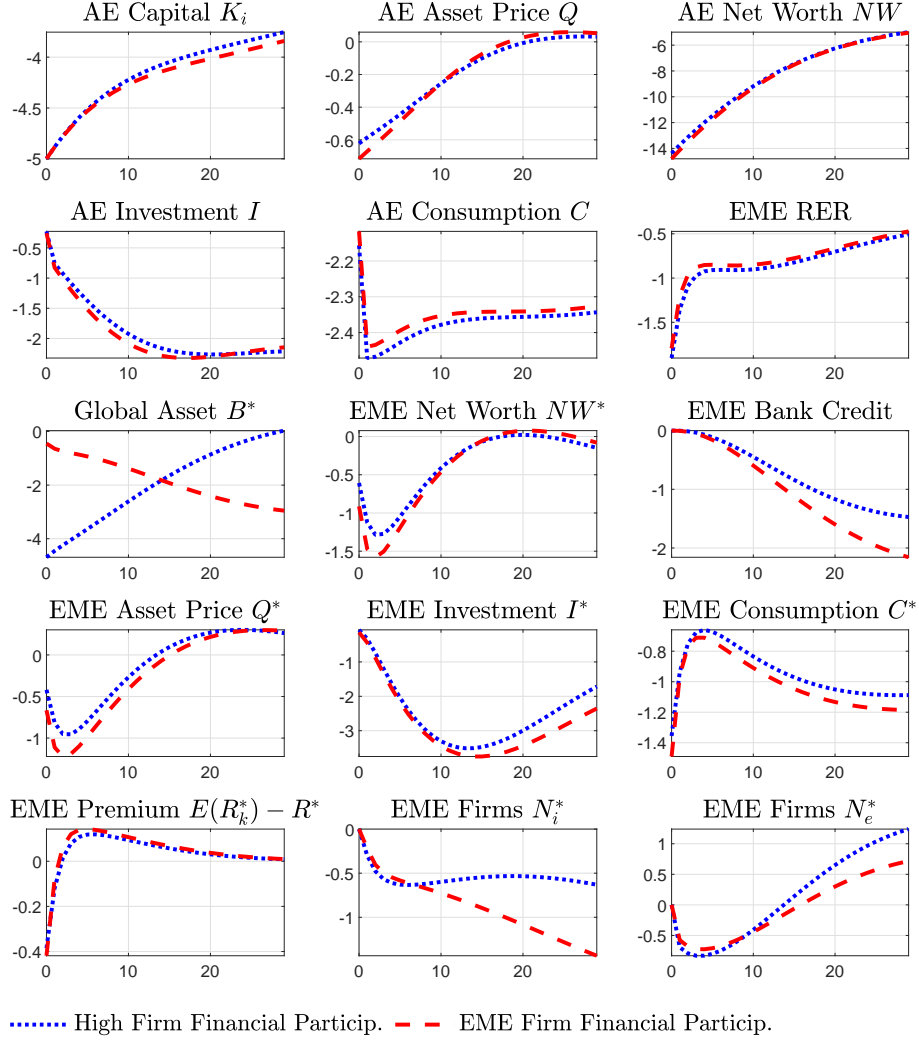 AE Capital K_i AE Asset Price Q AE Net Worth NW
-4 -4.5 -5 0 10 20
0 -0.2 -0.4 -0.6 0 10 20
-6 -8 -10 -12 -14 0 10 20
AE Investment I AE Consumption C EME RER
-0.5 -1 -1.5 -2 0 10 20
-2.2 -2.3 -2.4 0 10 20
-0.5 -1 -1.5 0 10 20
Global Asset B* EME Net Worth NW* EME Bank Credit
0 -2 -4 0 10 20
0 -0.5 -1 -1.5 0 10 20
0 -1 -2 0 10 20
EME Asset Price Q* EME Investment I* EME Consumption C*
0 -0.5 -1 0 10 20
-1 -2 -3 0 10 20
-0.8 -1 -1.2 -1.4 0 10 20
EME Premium E(R*_k) − R* EME Firms N*_i EME Firms N*_e
0 -0.2 -0.4 0 10 20
0 -0.5 -1 0 10 20
1 0.5 0 -0.5 0 10 20
High Firm Financial Particip. EME Firm Financial Particip.